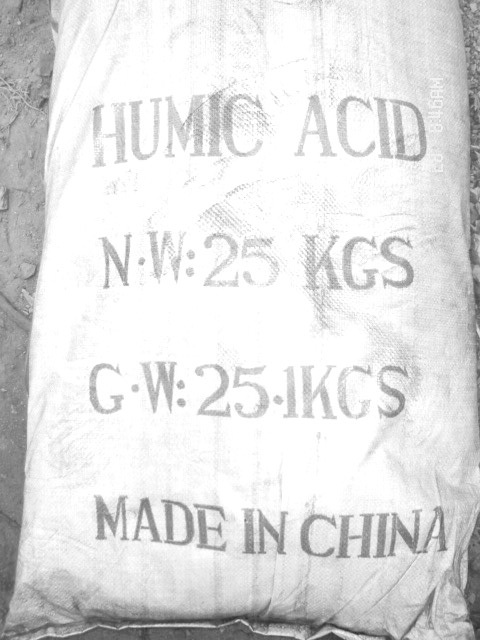 HUMIC ACID
N·W: 25 KGS
G·W: 25·1KGS
MADE IN CHINA